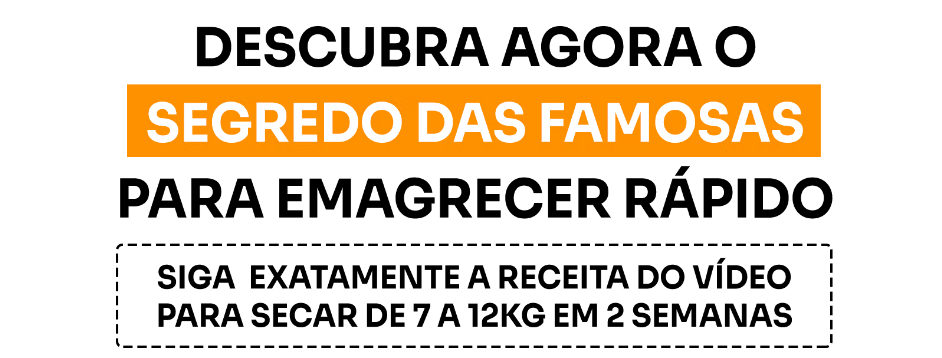 DESCUBRA AGORA O
SEGREDO DAS FAMOSAS
PARA EMAGRECER RÁPIDO
SIGA EXATAMENTE A RECEITA DO VÍDEO
PARA SECAR DE 7 A 12KG EM 2 SEMANAS